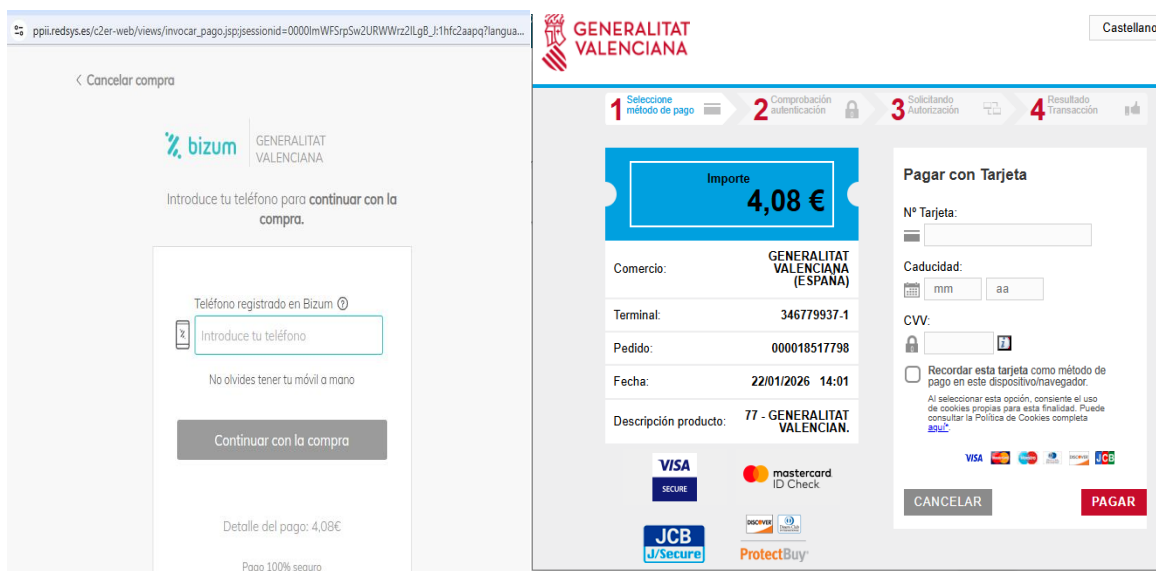 ppii.redsys.es/c2er-web/views/invocar_pago.jsp;jsessionid=0000ImWFSrpSw2URWWrz2ILgB_J:1hfc2aapq?langua...
< Cancelar compra
bizum
GENERALITAT
VALENCIANA
Introduce tu teléfono para continuar con la
compra.
Teléfono registrado en Bizum ?
Introduce tu teléfono
No olvides tener tu móvil a mano
Continuar con la compra
Detalle del pago: 4,08€
Pago 100% seguro
GENERALITAT
VALENCIANA
Castellano
1 Seleccione
método de pago
2 Comprobación
autenticación
3 Solicitando
Autorización
4 Resultado
Transacción
Importe
4,08 €
Comercio: GENERALITAT
VALENCIANA
(ESPAÑA)
Terminal: 346779937-1
Pedido: 000018517798
Fecha: 22/01/2026 14:01
Descripción producto: 77 - GENERALITAT
VALENCIAN.
VISA
SECURE
mastercard
ID Check
JCB
J/Secure
DISCOVER
ProtectBuy
Pagar con Tarjeta
Nº Tarjeta:
Caducidad:
mm aa
CVV:
i
Recordar esta tarjeta como método de
pago en este dispositivo/navegador.
Al seleccionar esta opción, consiente el uso
de cookies propias para esta finalidad. Puede
consultar la Política de Cookies completa
aquí*.
VISA DISCOVER JCB
CANCELAR PAGAR